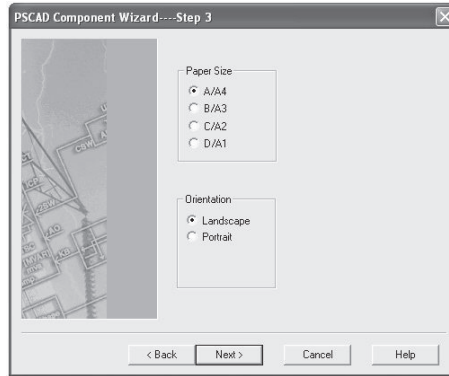 PSCAD Component Wizard----Step 3
Paper Size
A/A4
B/A3
C/A2
D/A1
Orientation
Landscape
Portrait
< Back
Next >
Cancel
Help